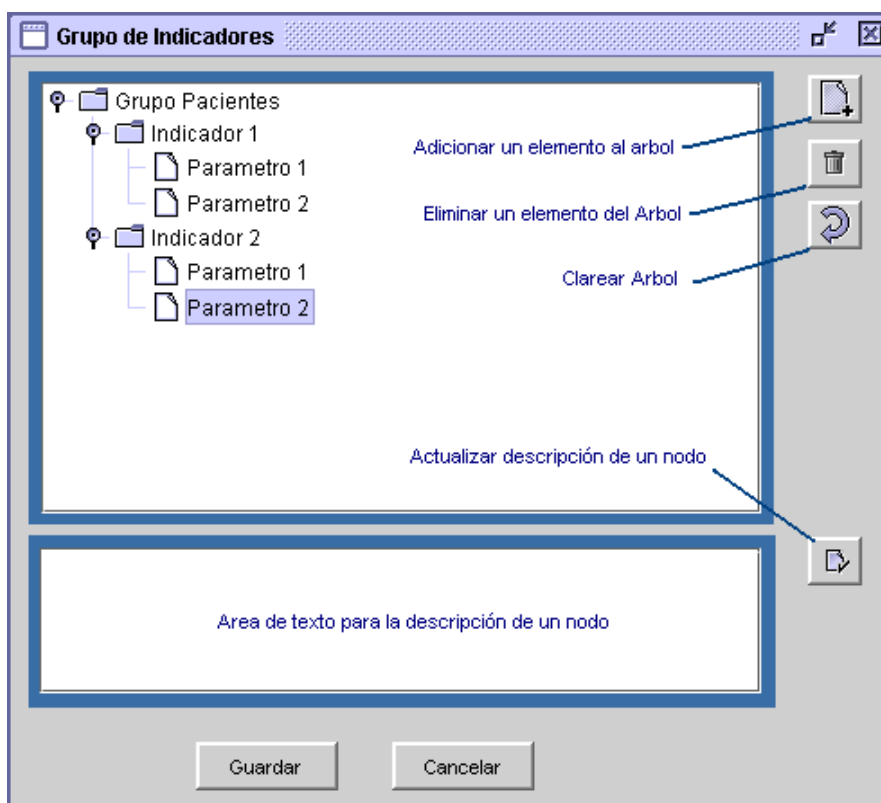 Grupo de Indicadores
Grupo Pacientes
Indicador 1
Parametro 1
Parametro 2
Indicador 2
Parametro 1
Parametro 2
Adicionar un elemento al arbol
Eliminar un elemento del Arbol
Clarear Arbol
Actualizar descripción de un nodo
Area de texto para la descripción de un nodo
Guardar
Cancelar